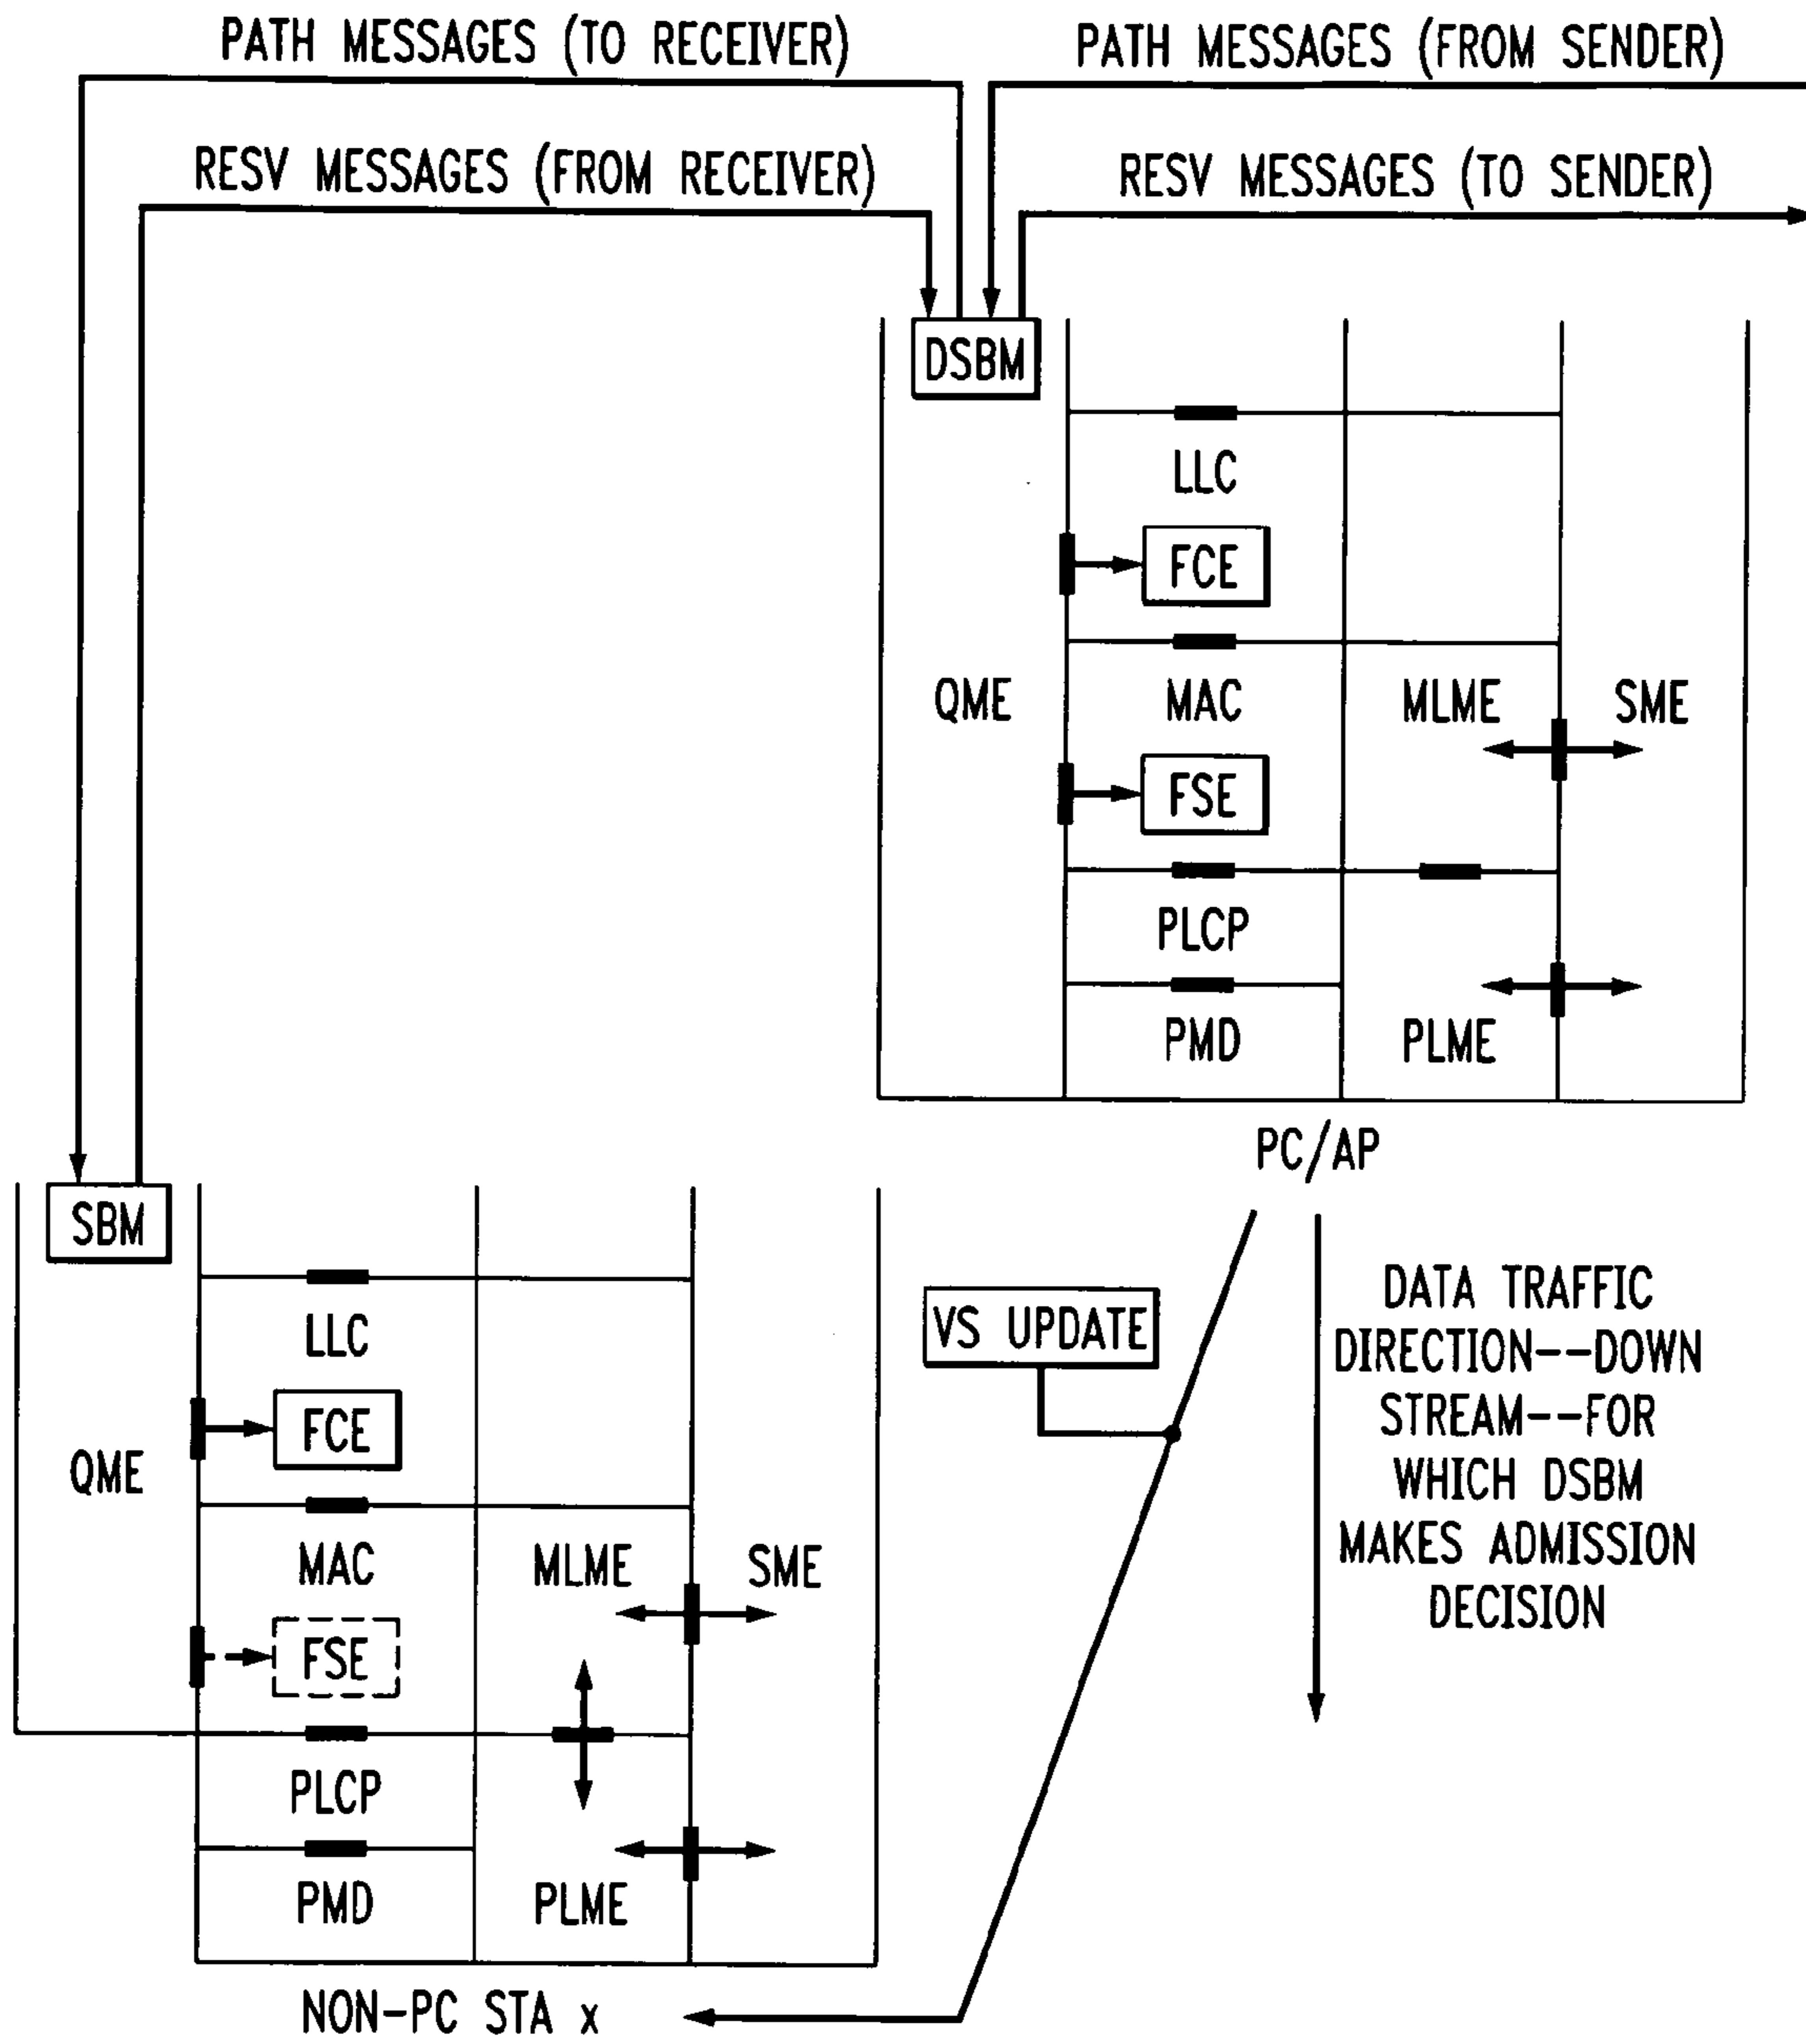 PATH MESSAGES (TO RECEIVER)
PATH MESSAGES (FROM SENDER)
RESV MESSAGES (FROM RECEIVER)
RESV MESSAGES (TO SENDER)
DSBM
LLC
FCE
QME
MAC
MLME
SME
FSE
PLCP
PMD
PLME
PC/AP
SBM
LLC
FCE
QME
MAC
MLME
SME
FSE
PLCP
PMD
PLME
NON-PC STA x
VS UPDATE
DATA TRAFFIC
DIRECTION--DOWN
STREAM--FOR
WHICH DSBM
MAKES ADMISSION
DECISION